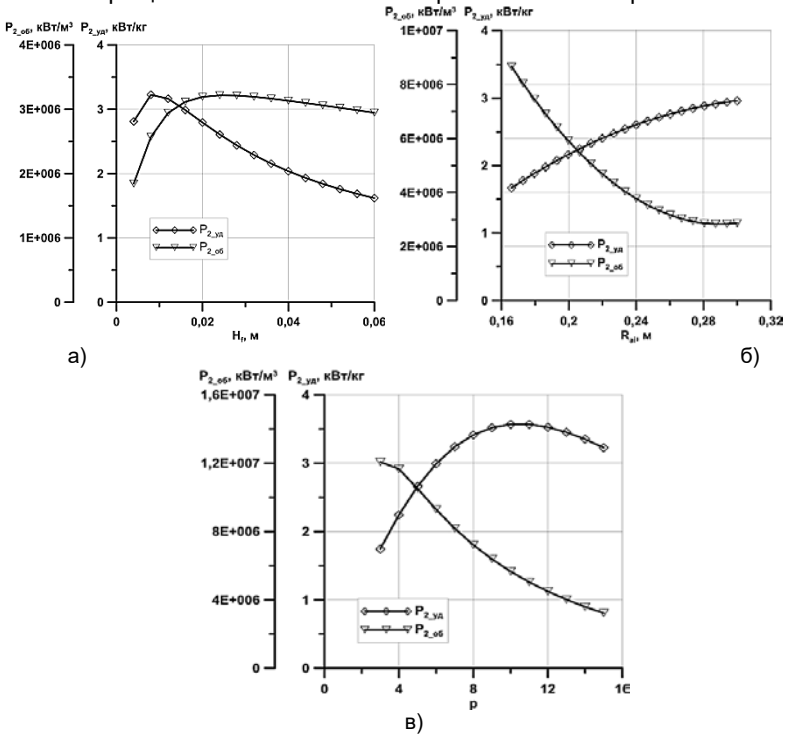 P₂_об, кВт/м³ P₂_уд, кВт/кг
4E+006 4
3E+006 3
2E+006 2
1E+006 1
0 0
P₂_уд
P₂_об
0 0,02 0,04 0,06
Hᵣ, м
а)
P₂_об, кВт/м³ P₂_уд, кВт/кг
1E+007 4
8E+006 3
6E+006
2
4E+006
1
2E+006
0
P₂_уд
P₂_об
0,16 0,2 0,24 0,28 0,32
Rₐᵢ, м
б)
P₂_об, кВт/м³ P₂_уд, кВт/кг
1,6E+007 4
1,2E+007 3
8E+006 2
4E+006 1
0 0
P₂_уд
P₂_об
0 4 8 12 16
p
в)